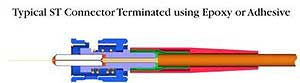 Typical ST Connector Terminated using Epoxy or Adhesive